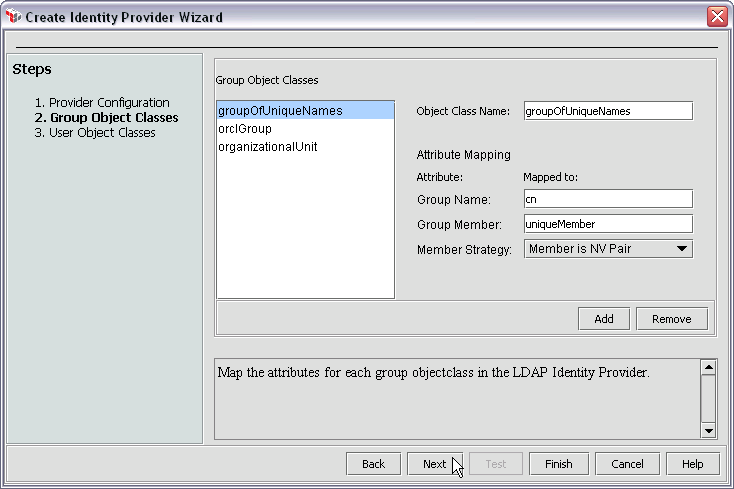 Create Identity Provider Wizard
Steps
1. Provider Configuration
2. Group Object Classes
3. User Object Classes
Group Object Classes
groupOfUniqueNames
orclGroup
organizationalUnit
Object Class Name: groupOfUniqueNames
Attribute Mapping
Attribute: Mapped to:
Group Name: cn
Group Member: uniqueMember
Member Strategy: Member is NV Pair
Add Remove
Map the attributes for each group objectclass in the LDAP Identity Provider.
Back Next Test Finish Cancel Help